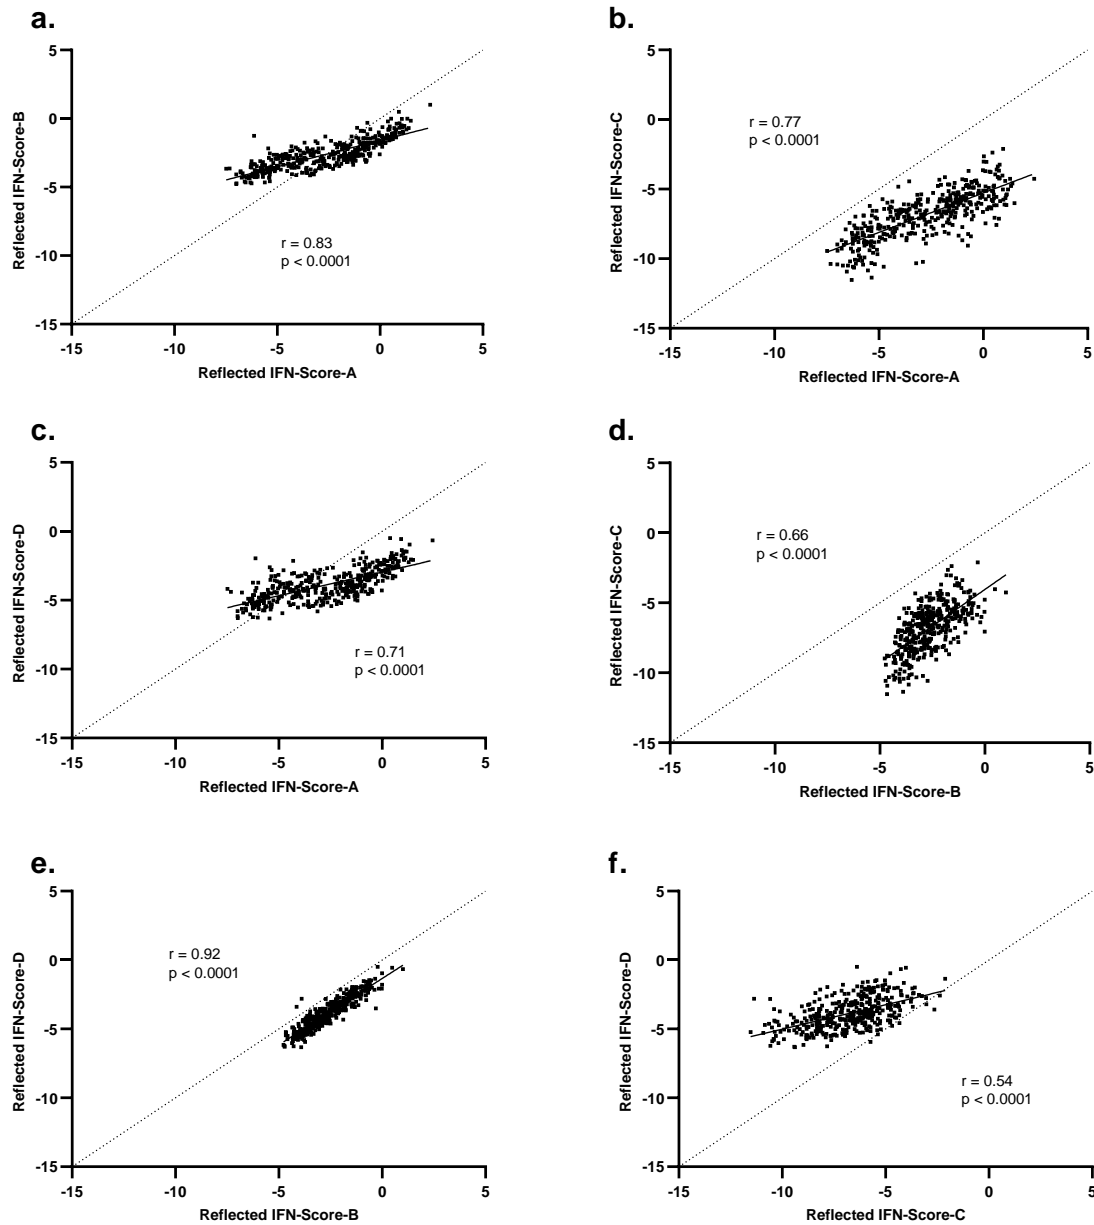 a.
5
0
-5
-10
-15
Reflected IFN-Score-B
r = 0.83
p < 0.0001
-15 -10 -5 0 5
Reflected IFN-Score-A
b.
5
0
-5
-10
-15
Reflected IFN-Score-C
r = 0.77
p < 0.0001
-15 -10 -5 0 5
Reflected IFN-Score-A
c.
5
0
-5
-10
-15
Reflected IFN-Score-D
r = 0.71
p < 0.0001
-15 -10 -5 0 5
Reflected IFN-Score-A
d.
5
0
-5
-10
-15
Reflected IFN-Score-C
r = 0.66
p < 0.0001
-15 -10 -5 0 5
Reflected IFN-Score-B
e.
5
0
-5
-10
-15
Reflected IFN-Score-D
r = 0.92
p < 0.0001
-15 -10 -5 0 5
Reflected IFN-Score-B
f.
5
0
-5
-10
-15
Reflected IFN-Score-D
r = 0.54
p < 0.0001
-15 -10 -5 0 5
Reflected IFN-Score-C